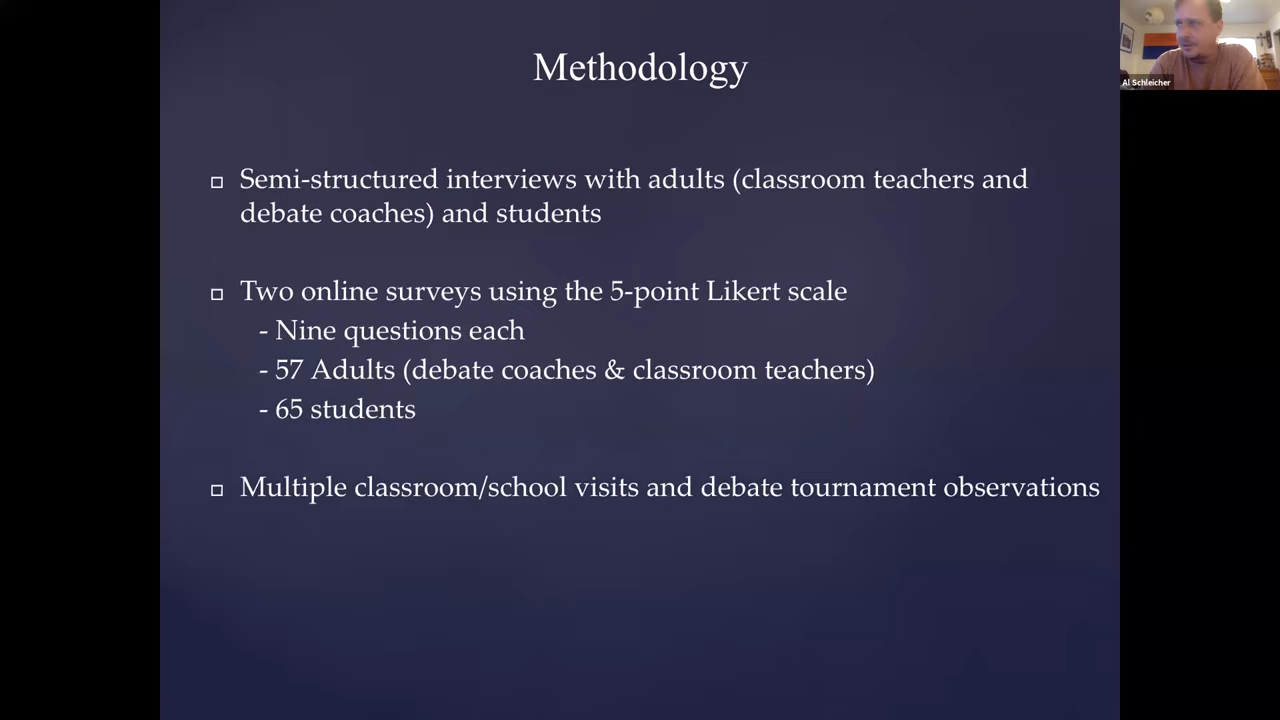 Methodology
Al Schleicher
Semi-structured interviews with adults (classroom teachers and
debate coaches) and students
Two online surveys using the 5-point Likert scale
- Nine questions each
- 57 Adults (debate coaches & classroom teachers)
- 65 students
Multiple classroom/school visits and debate tournament observations